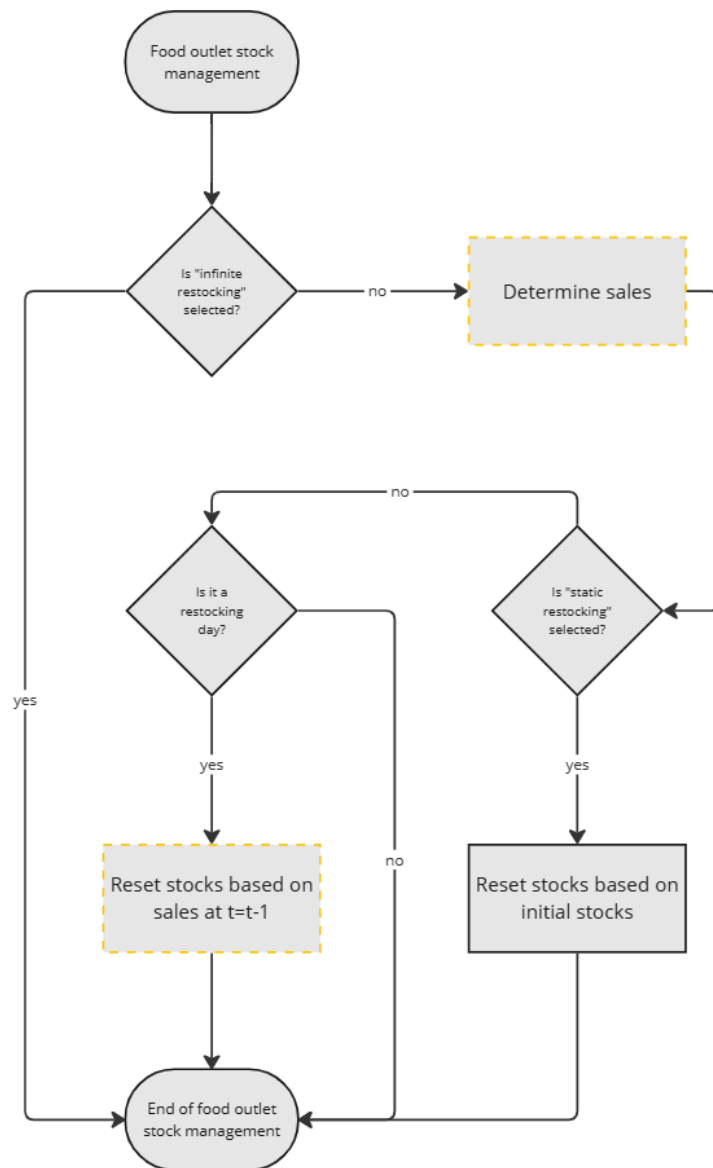 Food outlet stock
management
Is "infinite
restocking"
selected?
no
Determine sales
no
Is it a
restocking
day?
Is "static
restocking"
selected?
yes
yes
yes
no
Reset stocks based on
sales at t=t-1
Reset stocks based on
initial stocks
End of food outlet
stock management